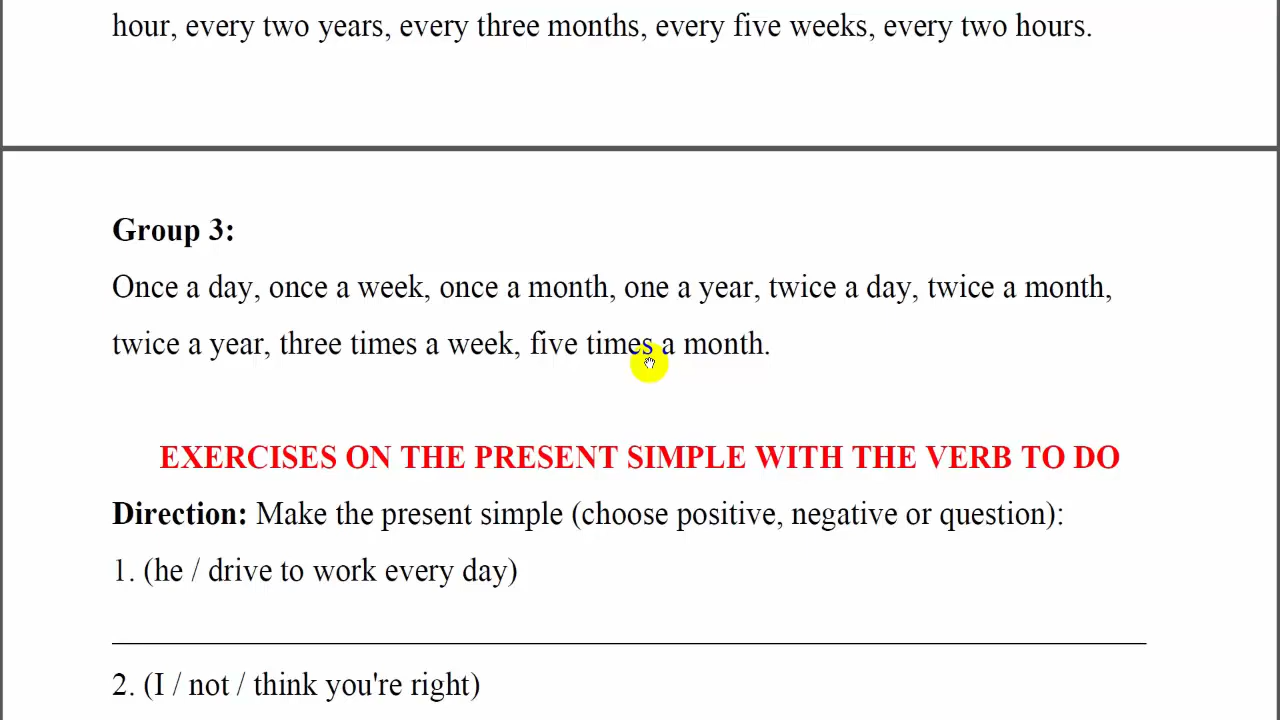 hour, every two years, every three months, every five weeks, every two hours.
Group 3:
Once a day, once a week, once a month, one a year, twice a day, twice a month,
twice a year, three times a week, five times a month.
EXERCISES ON THE PRESENT SIMPLE WITH THE VERB TO DO
Direction: Make the present simple (choose positive, negative or question):
1. (he / drive to work every day)
2. (I / not / think you're right)